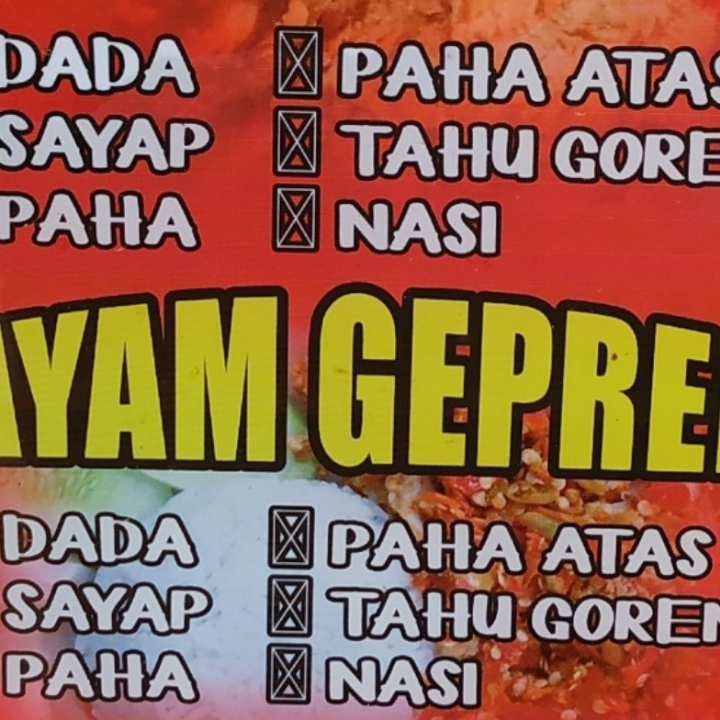 DADA PAHA ATAS
SAYAP TAHU GORE
PAHA NASI
AYAM GEPRE
DADA PAHA ATAS
SAYAP TAHU GOREN
PAHA NASI